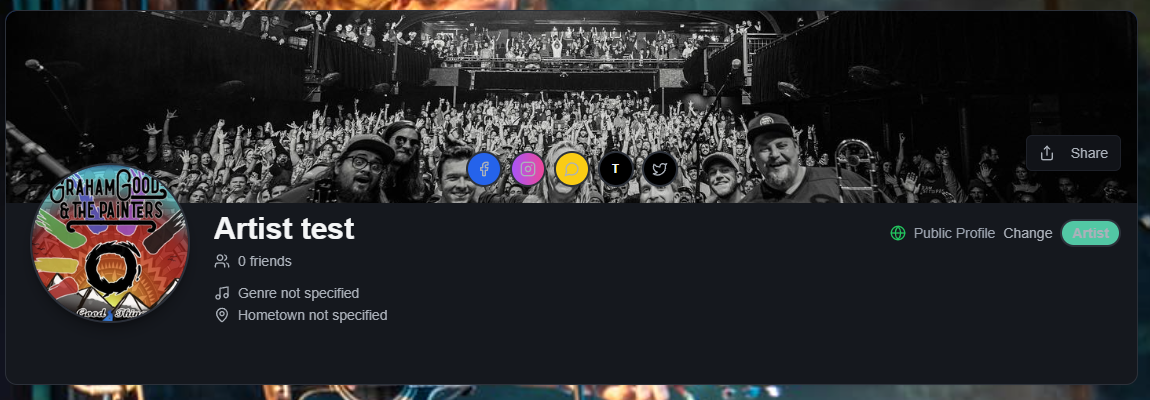 Share
GRAHAM GOOD
& THE PAINTERS
Good Thin
T
Artist test
Public Profile Change Artist
0 friends
Genre not specified
Hometown not specified